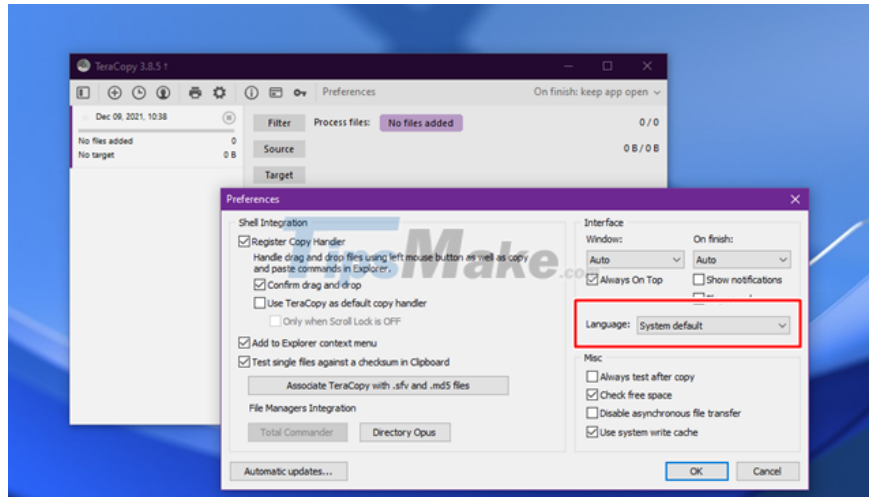 TeraCopy 3.8.5 ↑
Preferences
On finish: keep app open
Dec 09, 2021, 10:38
No files added
0
No target
0 B
Filter
Process files:
No files added
0 / 0
Source
0 B / 0 B
Target
Preferences
Shell Integration
Register Copy Handler
Handle drag and drop files using left mouse button as well as copy
and paste commands in Explorer.
Confirm drag and drop
Use TeraCopy as default copy handler
Only when Scroll Lock is OFF
Add to Explorer context menu
Test single files against a checksum in Clipboard
Associate TeraCopy with .sfv and .md5 files
File Managers Integration
Total Commander
Directory Opus
Automatic updates...
Interface
Window:
On finish:
Auto
Auto
Always On Top
Show notifications
Language:
System default
Misc
Always test after copy
Check free space
Disable asynchronous file transfer
Use system write cache
OK
Cancel
TipsMake.com